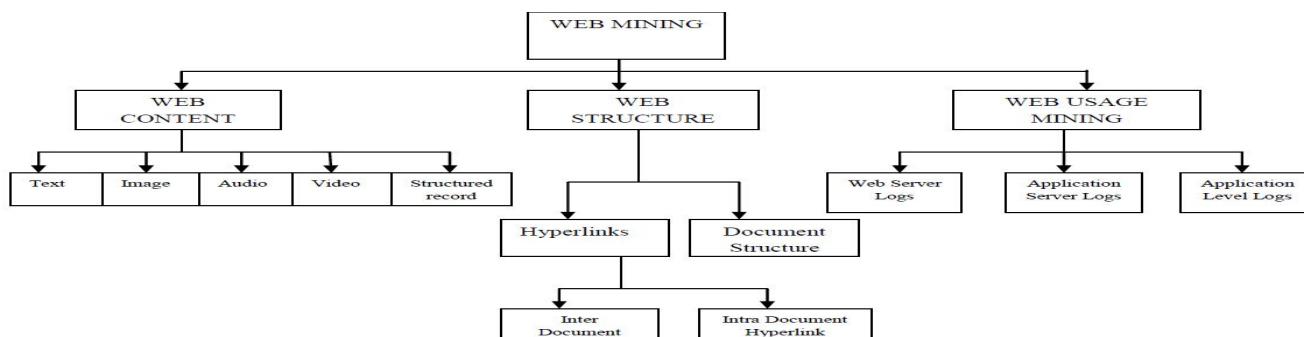 WEB MINING
WEB
CONTENT
WEB
STRUCTURE
WEB USAGE
MINING
Text
Image
Audio
Video
Structured
record
Web Server
Logs
Application
Server Logs
Application
Level Logs
Hyperlinks
Document
Structure
Inter
Document
Intra Document
Hyperlink